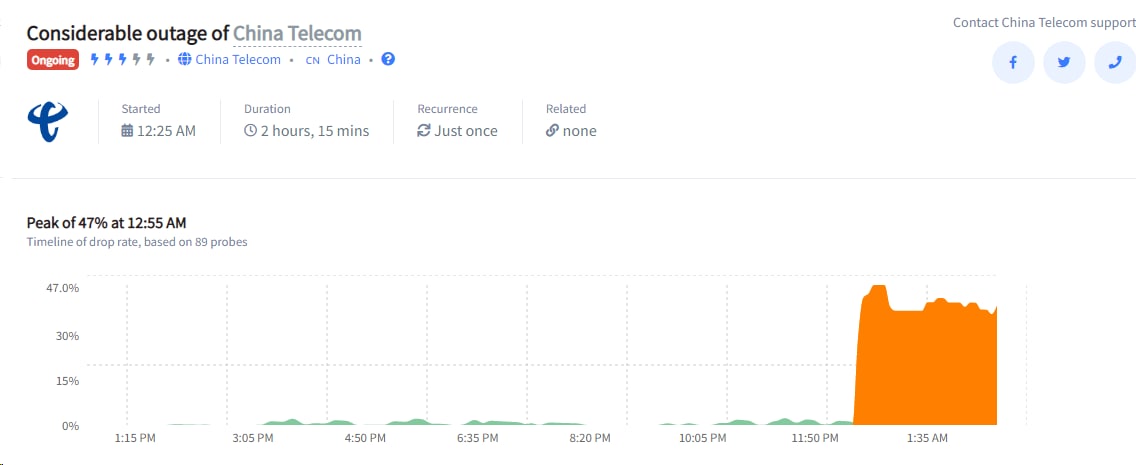 Considerable outage of China Telecom
Contact China Telecom support
Ongoing • China Telecom • CN China •
Started
Duration
Recurrence
Related
12:25 AM
2 hours, 15 mins
Just once
none
Peak of 47% at 12:55 AM
Timeline of drop rate, based on 89 probes
47.0%
30%
15%
0%
1:15 PM 3:05 PM 4:50 PM 6:35 PM 8:20 PM 10:05 PM 11:50 PM 1:35 AM